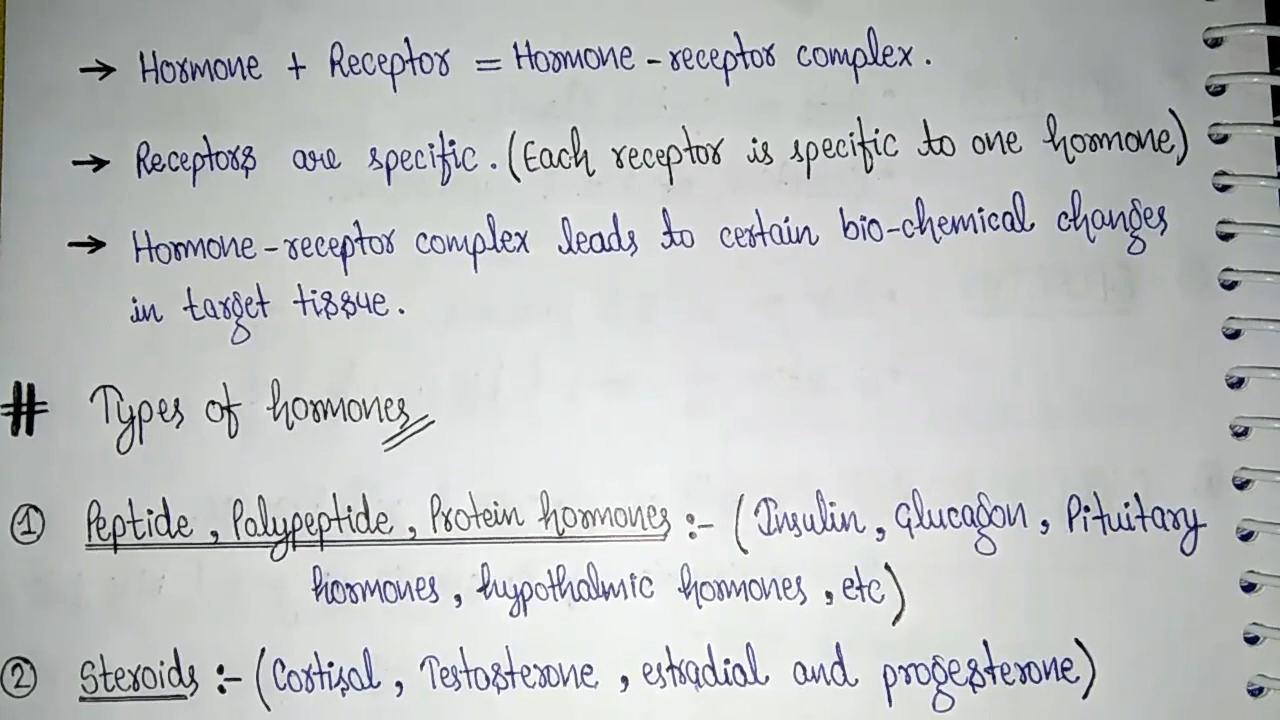 → Hormone + Receptor = Hormone-receptor complex.
→ Receptors are specific. (Each receptor is specific to one hormone)
→ Hormone-receptor complex leads to certain bio-chemical changes
in target tissue.
# Types of hormones
① Peptide, Polypeptide, Protein hormones :- (Insulin, Glucagon, Pituitary
hormones, hypothalmic hormones, etc)
② Steroids :- (Cortisol, Testosterone, estradial and progesterone)